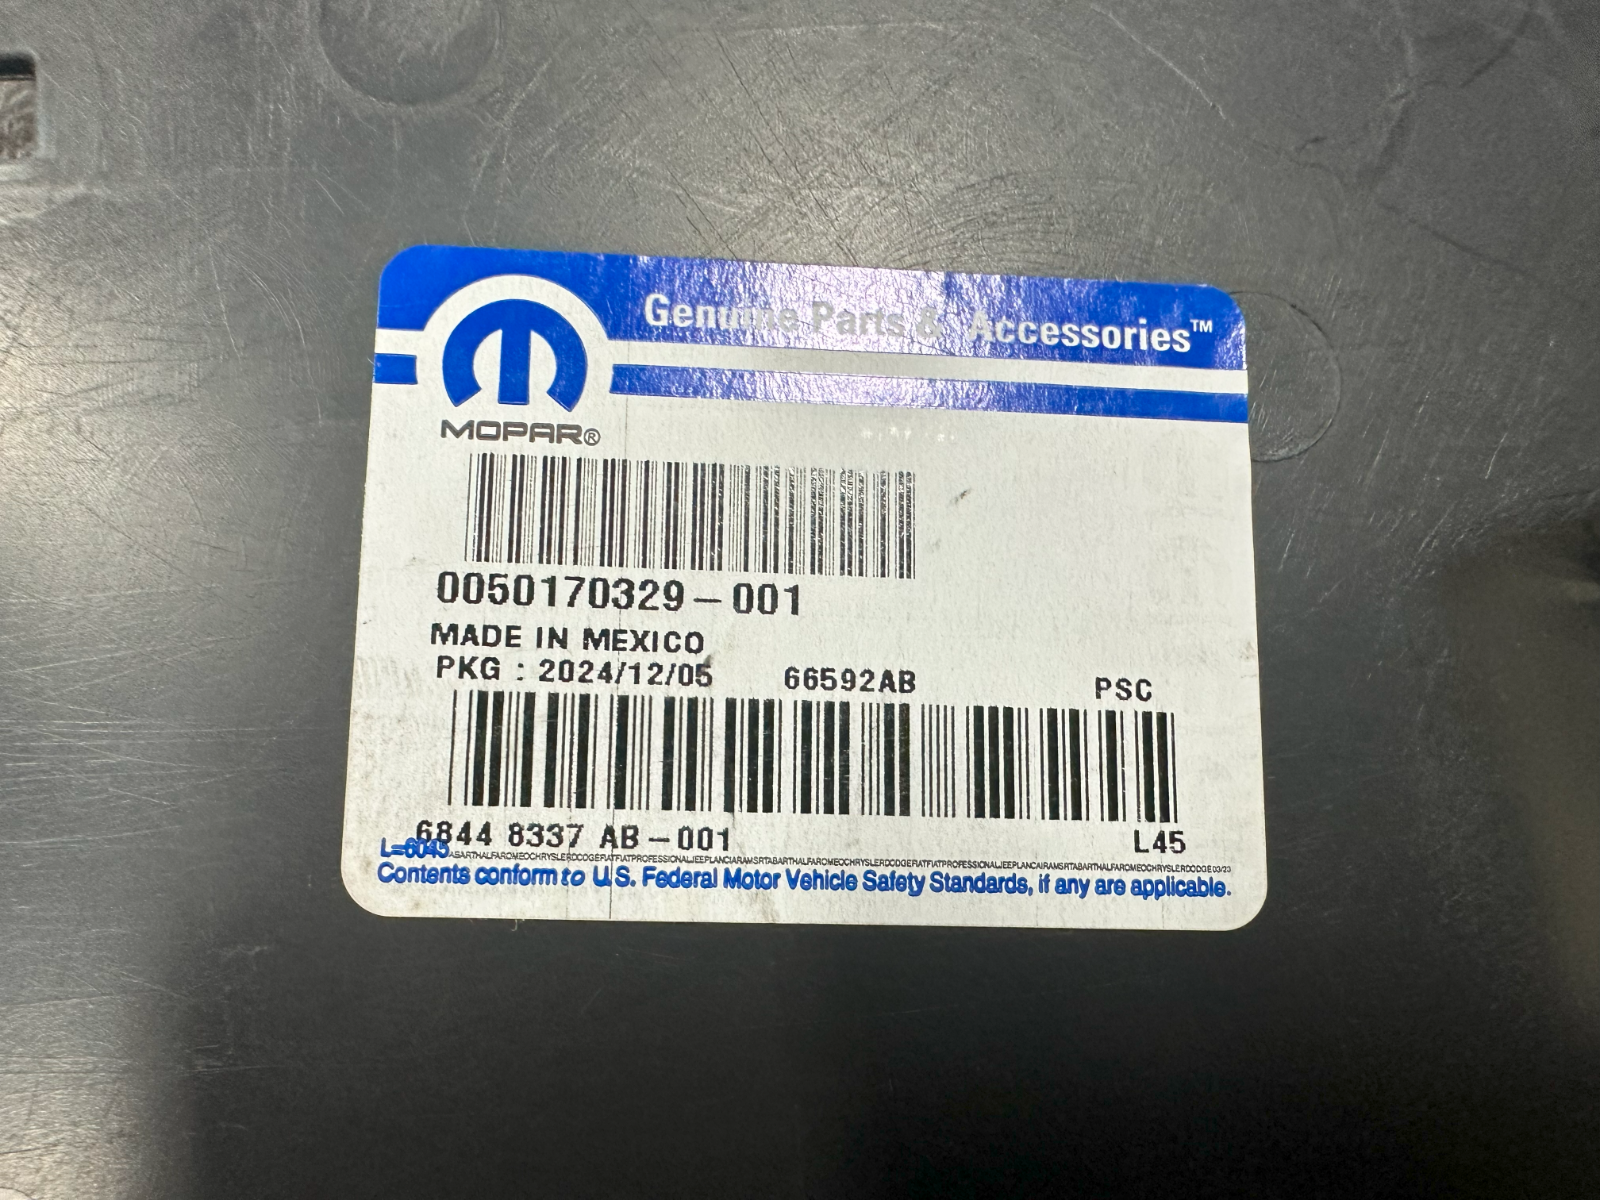 Genuine Parts & Accessories™
MOPAR®
0050170329-001
MADE IN MEXICO
PKG : 2024/12/05 66592AB PSC
6844 8337 AB-001 L45
L=6045
Contents conform to U.S. Federal Motor Vehicle Safety Standards, if any are applicable.